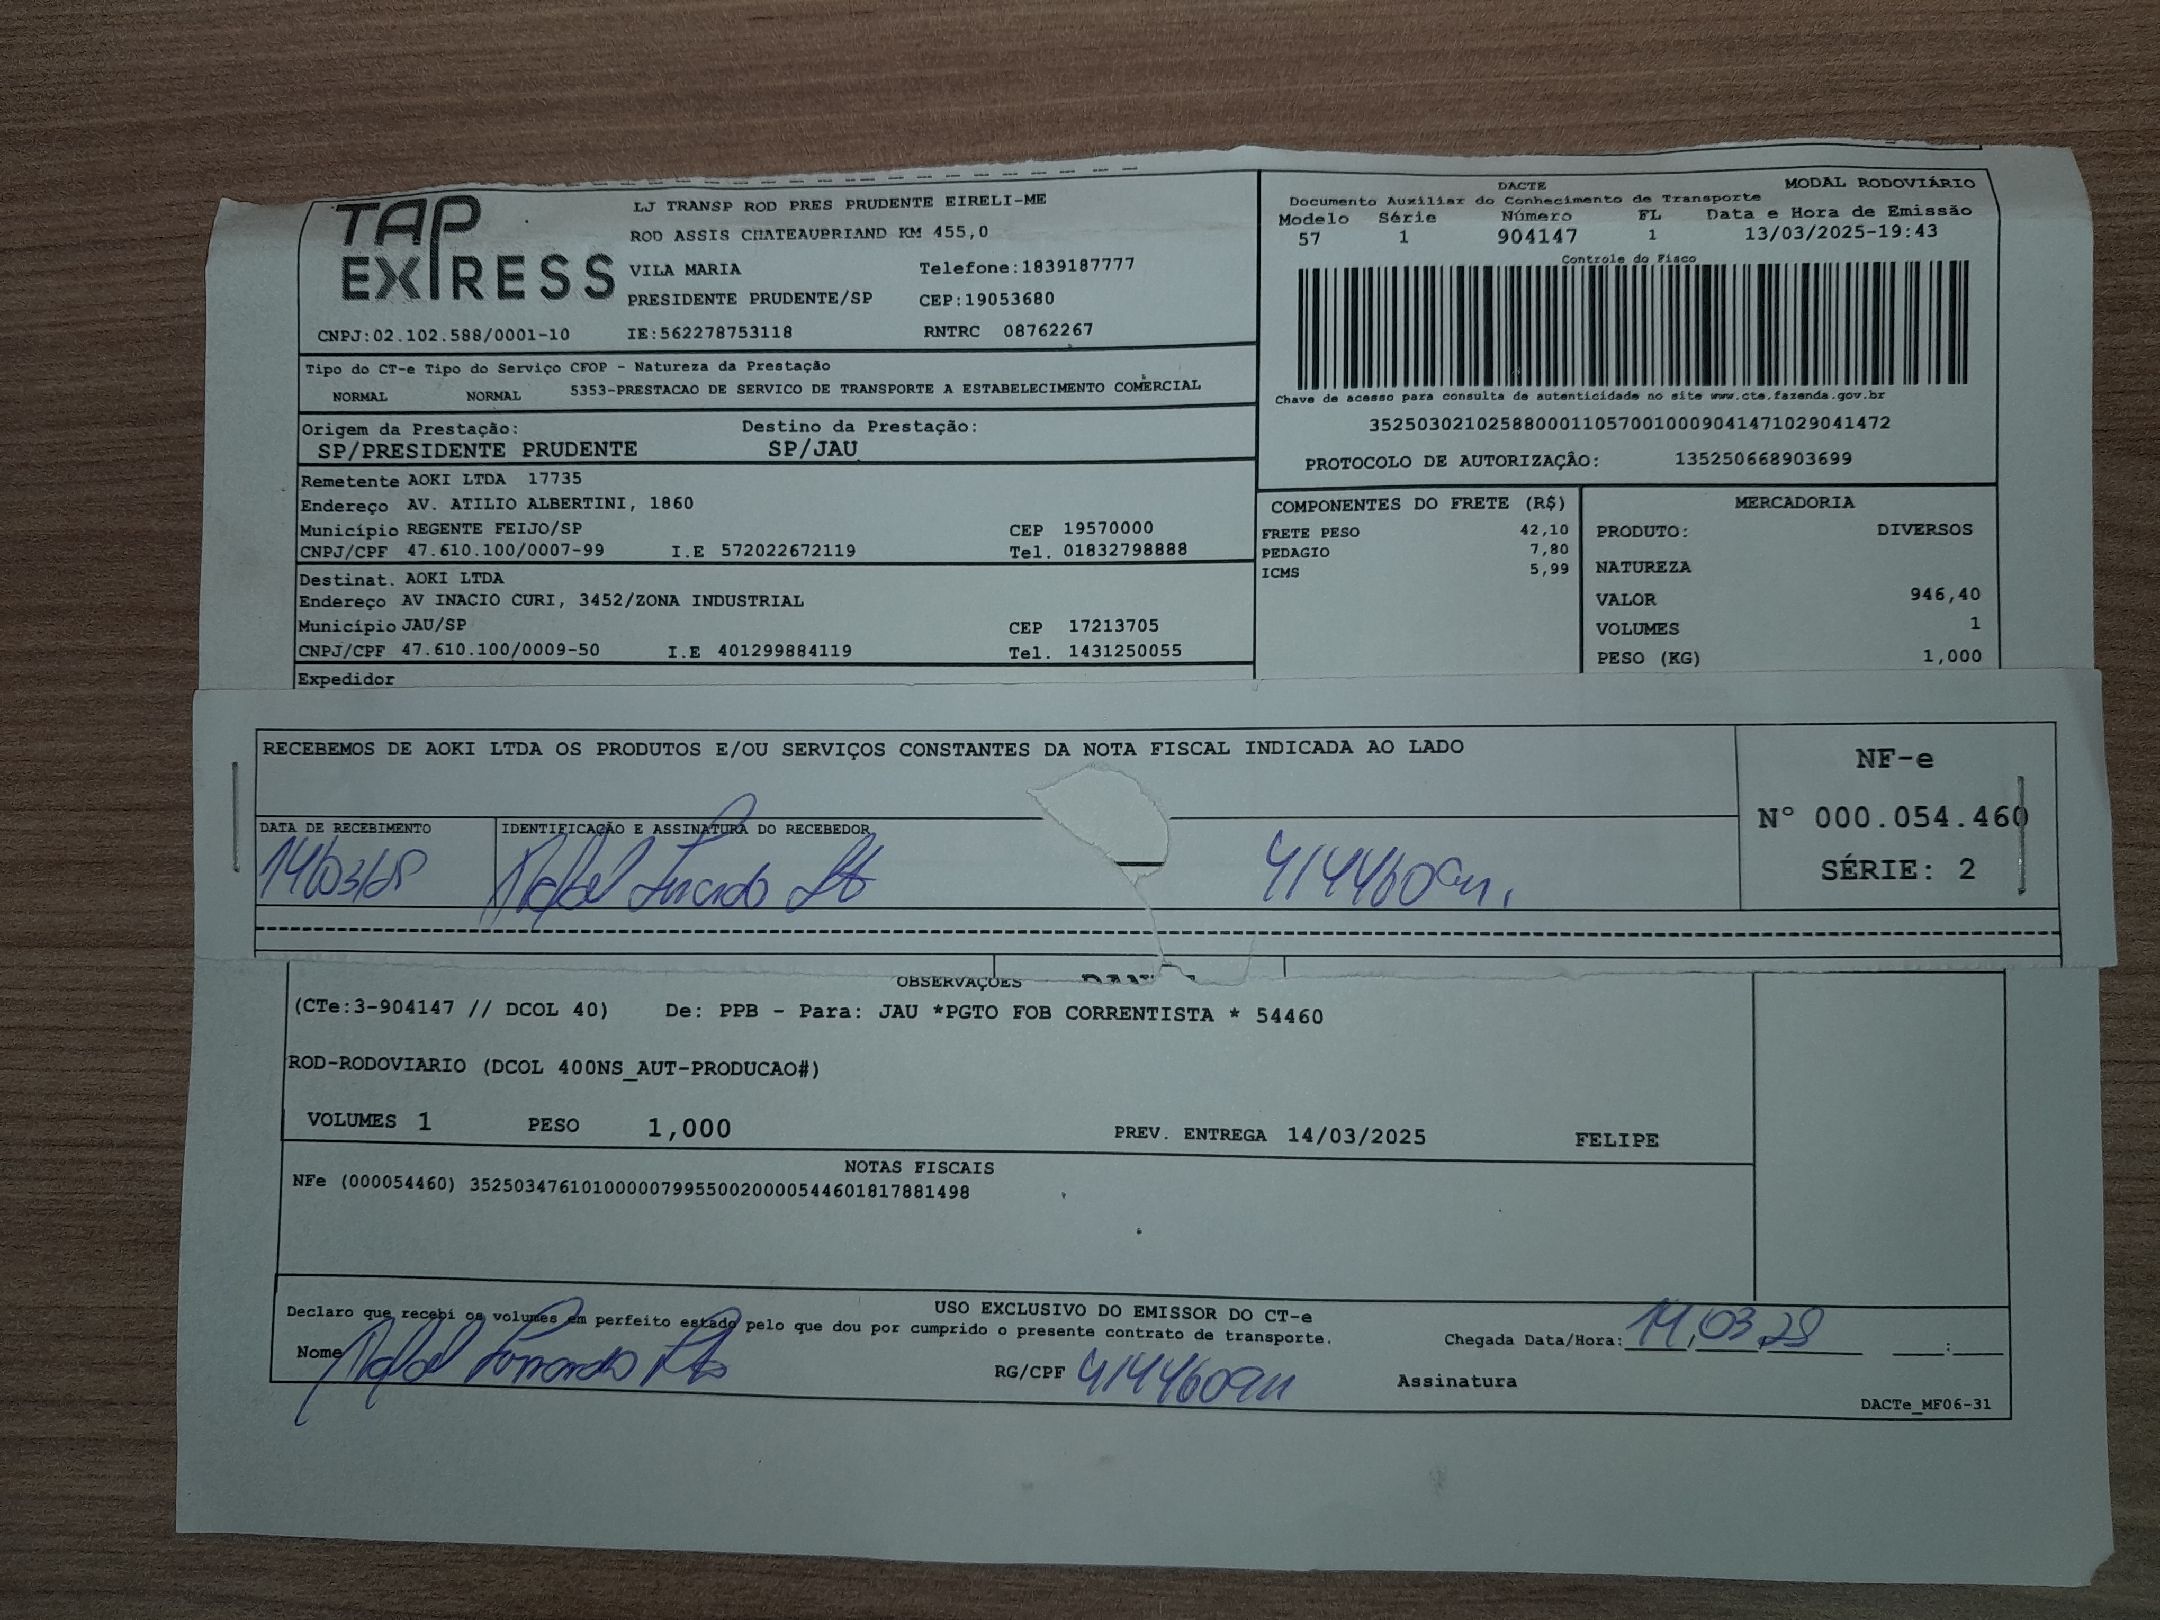 TAP EXPRESS
LJ TRANSP ROD PRES PRUDENTE EIRELI-ME
ROD ASSIS CHATEAUBRIAND KM 455,0
VILA MARIA Telefone:1839187777
PRESIDENTE PRUDENTE/SP CEP:19053680
CNPJ:02.102.588/0001-10 IE:562278753118 RNTRC 08762267
DACTE MODAL RODOVIÁRIO
Documento Auxiliar do Conhecimento de Transporte
Modelo Série Número FL Data e Hora de Emissão
57 1 904147 1 13/03/2025-19:43
Controle do Fisco
Chave de acesso para consulta de autenticidade no site www.cte.fazenda.gov.br
35250302102588000110570010009041471029041472
PROTOCOLO DE AUTORIZAÇÃO: 135250668903699
Tipo do CT-e Tipo do Serviço CFOP - Natureza da Prestação
NORMAL NORMAL 5353-PRESTACAO DE SERVICO DE TRANSPORTE A ESTABELECIMENTO COMERCIAL
Origem da Prestação: Destino da Prestação:
SP/PRESIDENTE PRUDENTE SP/JAU
Remetente AOKI LTDA 17735
Endereço AV. ATILIO ALBERTINI, 1860
Município REGENTE FEIJO/SP CEP 19570000
CNPJ/CPF 47.610.100/0007-99 I.E 572022672119 Tel. 01832798888
Destinat. AOKI LTDA
Endereço AV INACIO CURI, 3452/ZONA INDUSTRIAL
Município JAU/SP CEP 17213705
CNPJ/CPF 47.610.100/0009-50 I.E 401299884119 Tel. 1431250055
Expedidor
COMPONENTES DO FRETE (R$)
FRETE PESO 42,10
PEDAGIO 7,80
ICMS 5,99
MERCADORIA
PRODUTO: DIVERSOS
NATUREZA
VALOR 946,40
VOLUMES 1
PESO (KG) 1,000
RECEBEMOS DE AOKI LTDA OS PRODUTOS E/OU SERVIÇOS CONSTANTES DA NOTA FISCAL INDICADA AO LADO
NF-e
Nº 000.054.460
SÉRIE: 2
DATA DE RECEBIMENTO IDENTIFICAÇÃO E ASSINATURA DO RECEBEDOR
14/03/25
OBSERVAÇÕES
(CTe:3-904147 // DCOL 40) De: PPB - Para: JAU *PGTO FOB CORRENTISTA * 54460
ROD-RODOVIARIO (DCOL 400NS_AUT-PRODUCAO#)
VOLUMES 1 PESO 1,000 PREV. ENTREGA 14/03/2025 FELIPE
NOTAS FISCAIS
NFe (000054460) 35250347610100000799550020000544601817881498
USO EXCLUSIVO DO EMISSOR DO CT-e
Declaro que recebi os volumes em perfeito estado pelo que dou por cumprido o presente contrato de transporte.
Chegada Data/Hora: 14,03 25 :
Nome RG/CPF Assinatura
DACTe_MF06-31